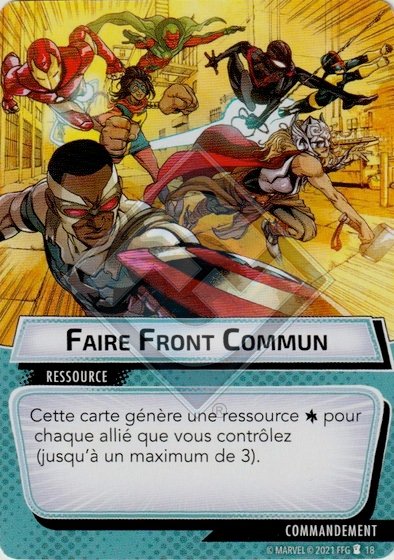 FAIRE FRONT COMMUN
RESSOURCE
Cette carte génère une ressource pour
chaque allié que vous contrôlez
(jusqu'à un maximum de 3).
®
© MARVEL © 2021 FFG 18
COMMANDEMENT